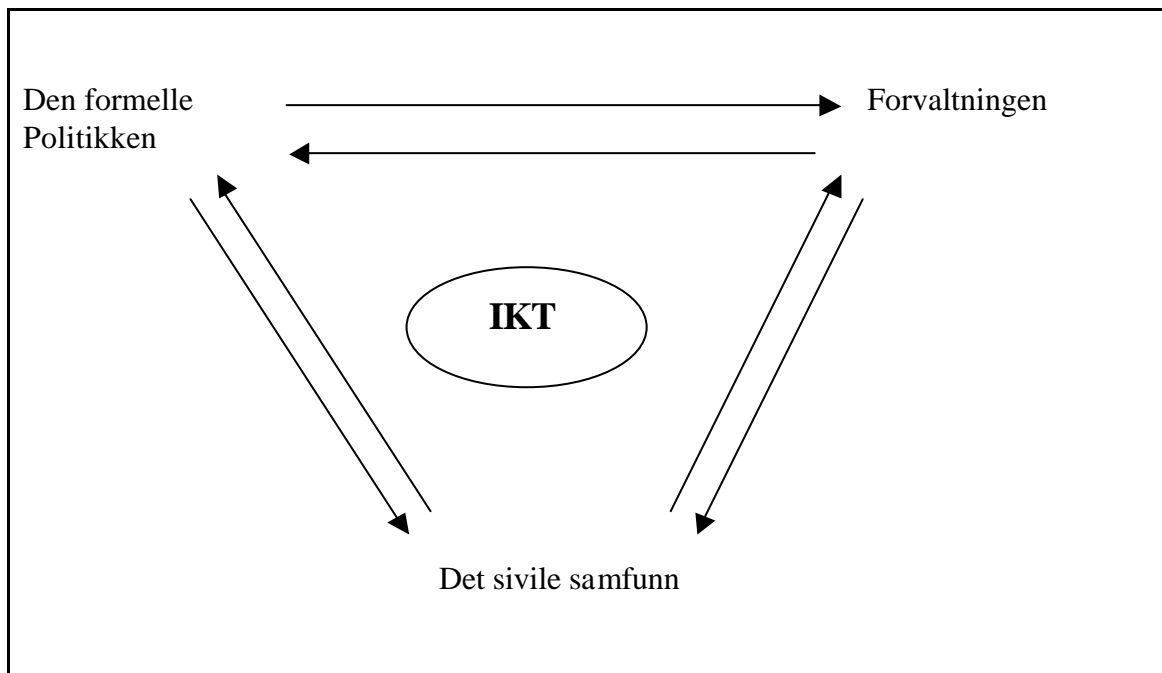 Den formelle
Politikken
Forvaltningen
IKT
Det sivile samfunn